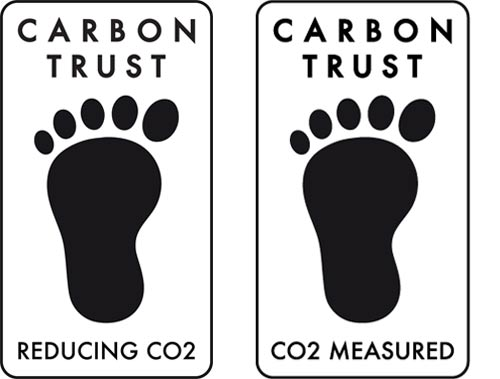 CARBON
TRUST
REDUCING CO2
CARBON
TRUST
CO2 MEASURED